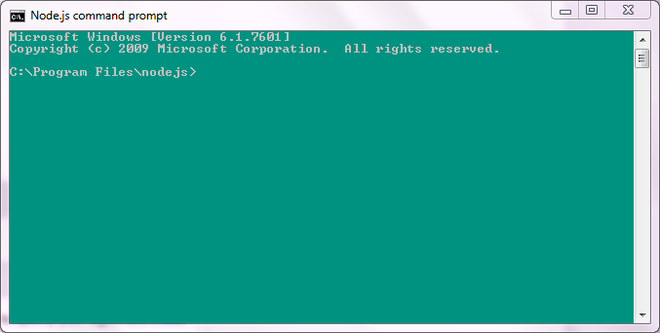 Node.js command prompt
Microsoft Windows [Version 6.1.7601]
Copyright (c) 2009 Microsoft Corporation.  All rights reserved.
C:\Program Files\nodejs>